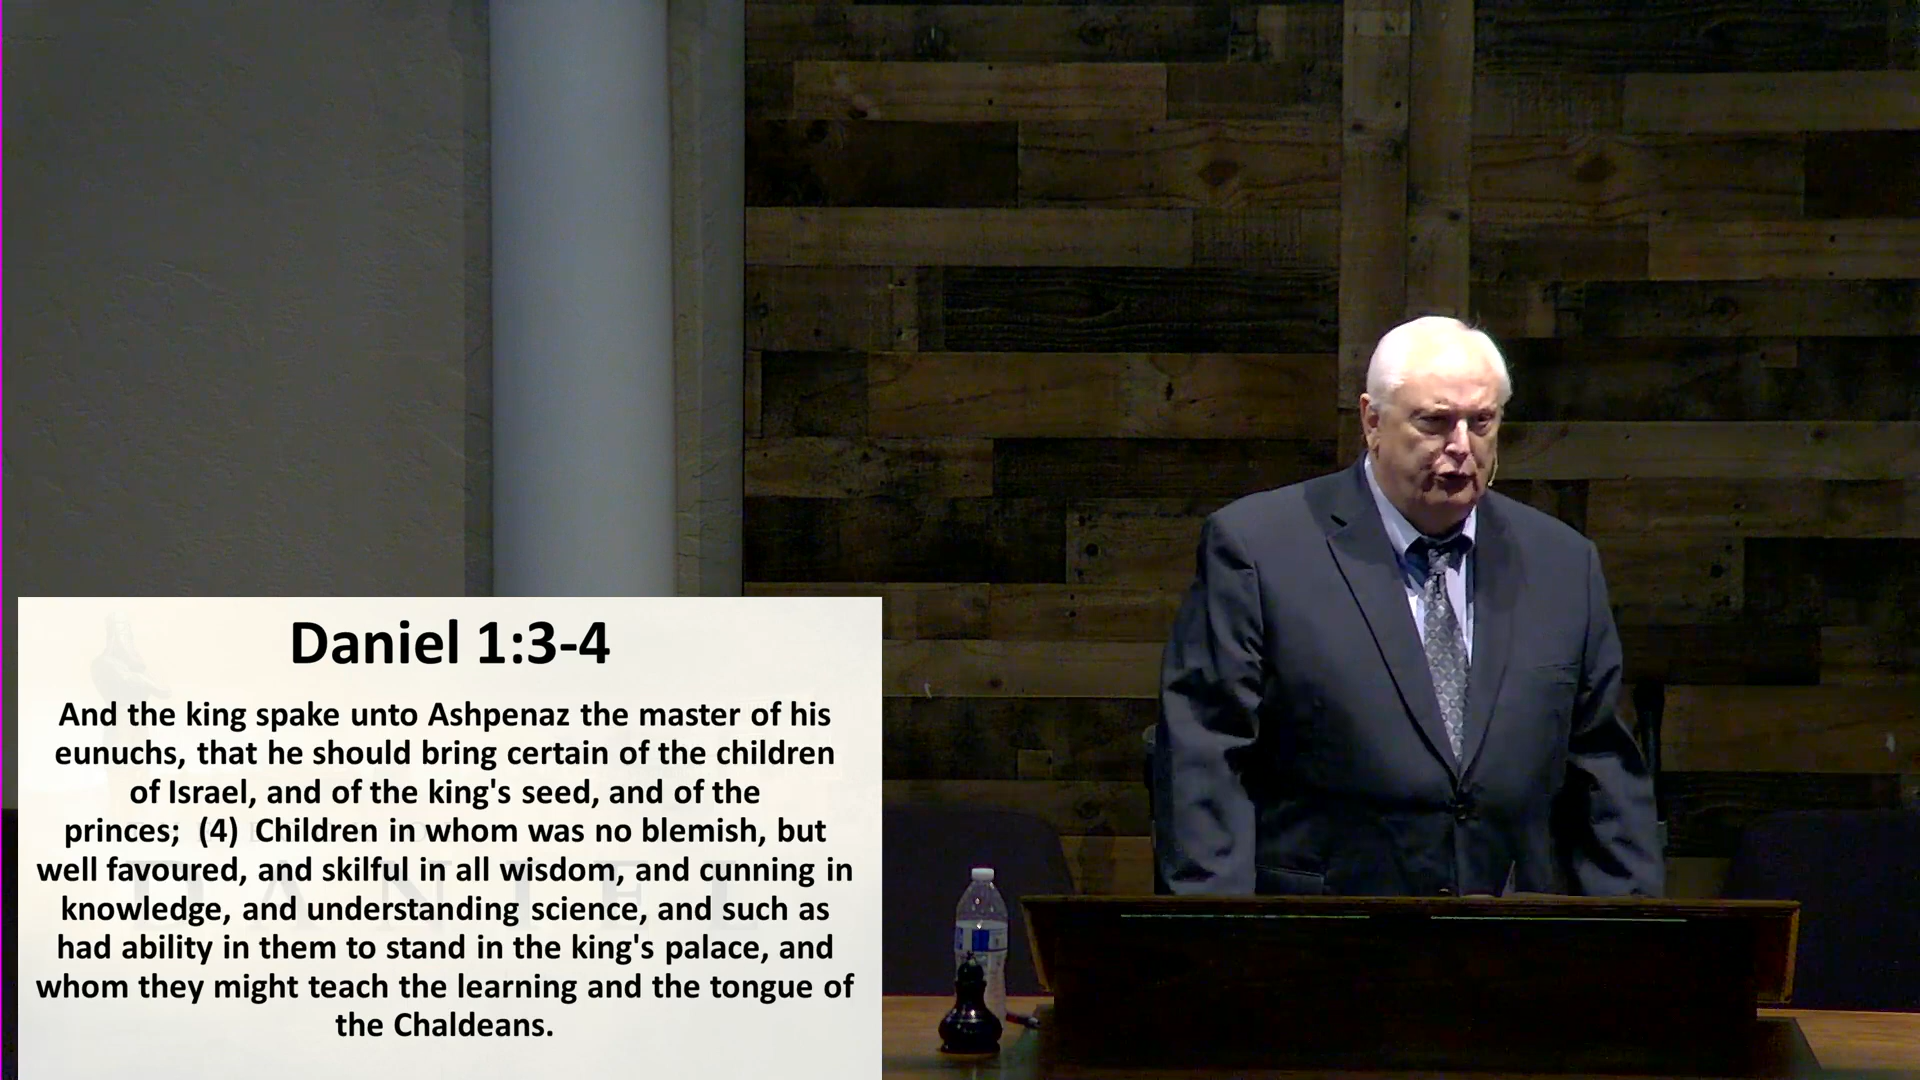 Daniel 1:3-4
And the king spake unto Ashpenaz the master of his
eunuchs, that he should bring certain of the children
of Israel, and of the king's seed, and of the
princes;  (4)  Children in whom was no blemish, but
well favoured, and skilful in all wisdom, and cunning in
knowledge, and understanding science, and such as
had ability in them to stand in the king's palace, and
whom they might teach the learning and the tongue of
the Chaldeans.
DANIEL